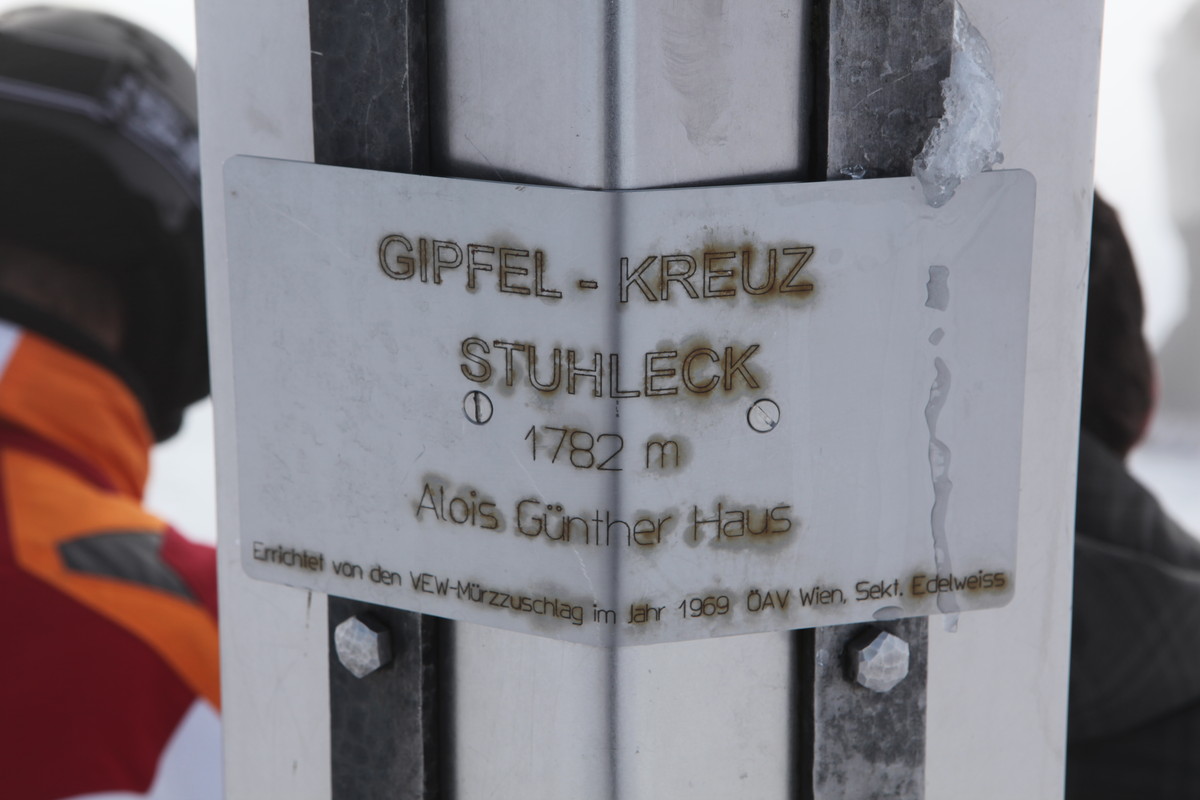 GIPFEL - KREUZ
STUHLECK
1782 m
Alois Günther Haus
Errichtet von den VEW-Mürzzuschlag im Jahr 1969 ÖAV Wien, Sekt. Edelweiss